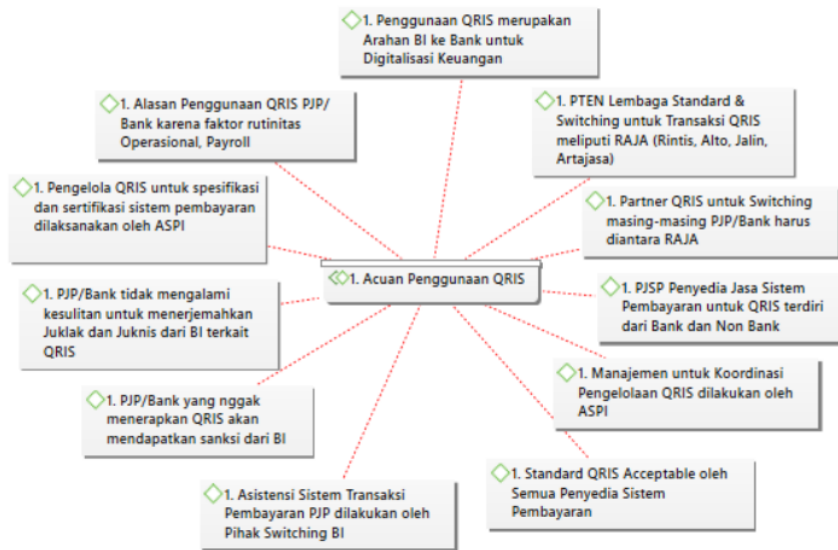 1. Penggunaan QRIS merupakan
Arahan BI ke Bank untuk
Digitalisasi Keuangan
1. Alasan Penggunaan QRIS PJP/
Bank karena faktor rutinitas
Operasional, Payroll
1. PTEN Lembaga Standard &
Switching untuk Transaksi QRIS
meliputi RAJA (Rintis, Alto, Jalin,
Artajasa)
1. Pengelola QRIS untuk spesifikasi
dan sertifikasi sistem pembayaran
dilaksanakan oleh ASPI
1. Partner QRIS untuk Switching
masing-masing PJP/Bank harus
diantara RAJA
1. Acuan Penggunaan QRIS
1. PJP/Bank tidak mengalami
kesulitan untuk menerjemahkan
Juklak dan Juknis dari BI terkait
QRIS
1. PJSP Penyedia Jasa Sistem
Pembayaran untuk QRIS terdiri
dari Bank dan Non Bank
1. PJP/Bank yang nggak
menerapkan QRIS akan
mendapatkan sanksi dari BI
1. Manajemen untuk Koordinasi
Pengelolaan QRIS dilakukan oleh
ASPI
1. Asistensi Sistem Transaksi
Pembayaran PJP dilakukan oleh
Pihak Switching BI
1. Standard QRIS Acceptable oleh
Semua Penyedia Sistem
Pembayaran